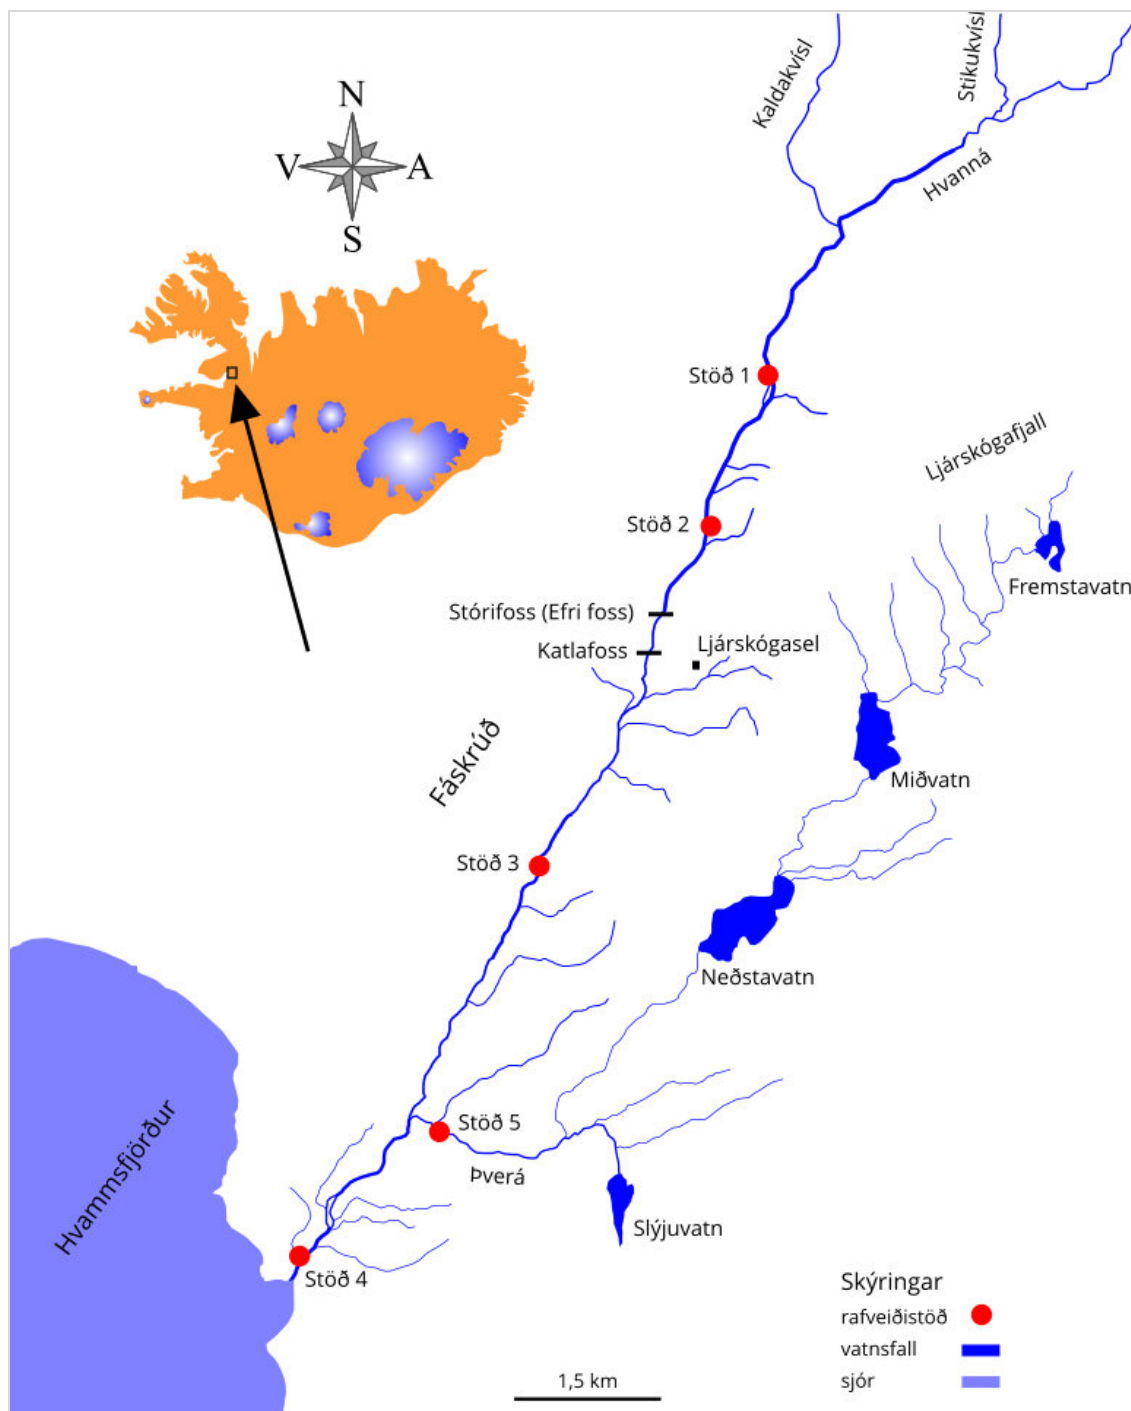 Kaldakvísl
Stikukvísl
Hvanná
N
V
A
S
Stöð 1
Ljárskógafjall
Stöð 2
Fremstavatn
Stórifoss (Efri foss)
Ljárskógasel
Katlafoss
Fáskrúð
Miðvatn
Stöð 3
Neðstavatn
Stöð 5
Þverá
Hvammsfjörður
Slýjuvatn
Stöð 4
Skýringar
rafveiðistöð
vatnsfall
sjór
1,5 km